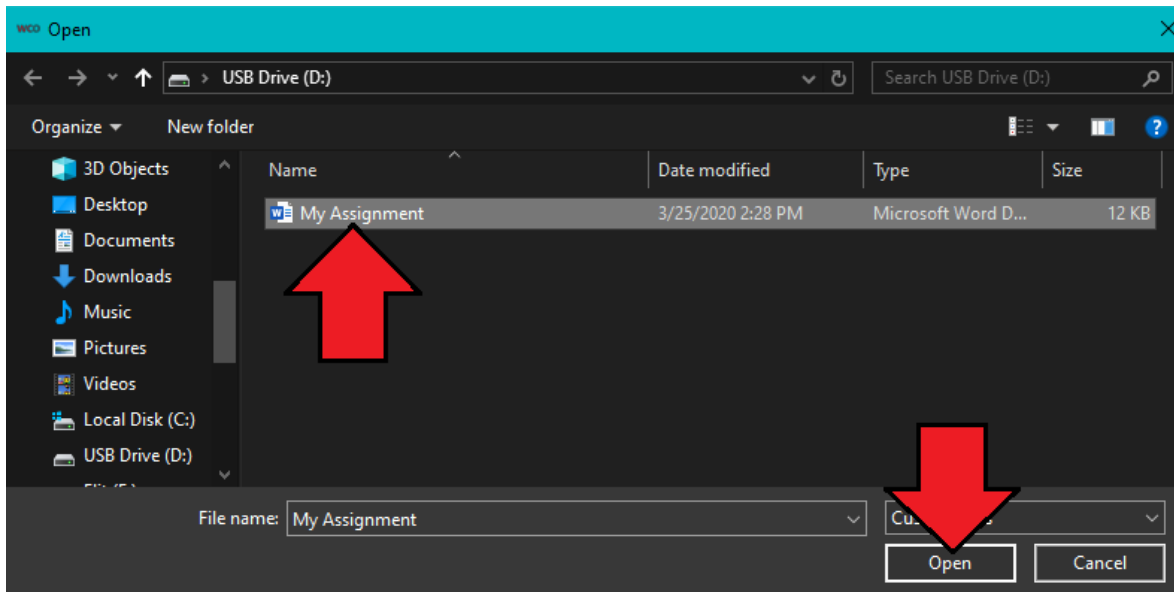 wco Open
USB Drive (D:)
Search USB Drive (D:)
Organize
New folder
3D Objects
Desktop
Documents
Downloads
Music
Pictures
Videos
Local Disk (C:)
USB Drive (D:)
Name Date modified Type Size
My Assignment 3/25/2020 2:28 PM Microsoft Word D... 12 KB
File name: My Assignment
Open Cancel